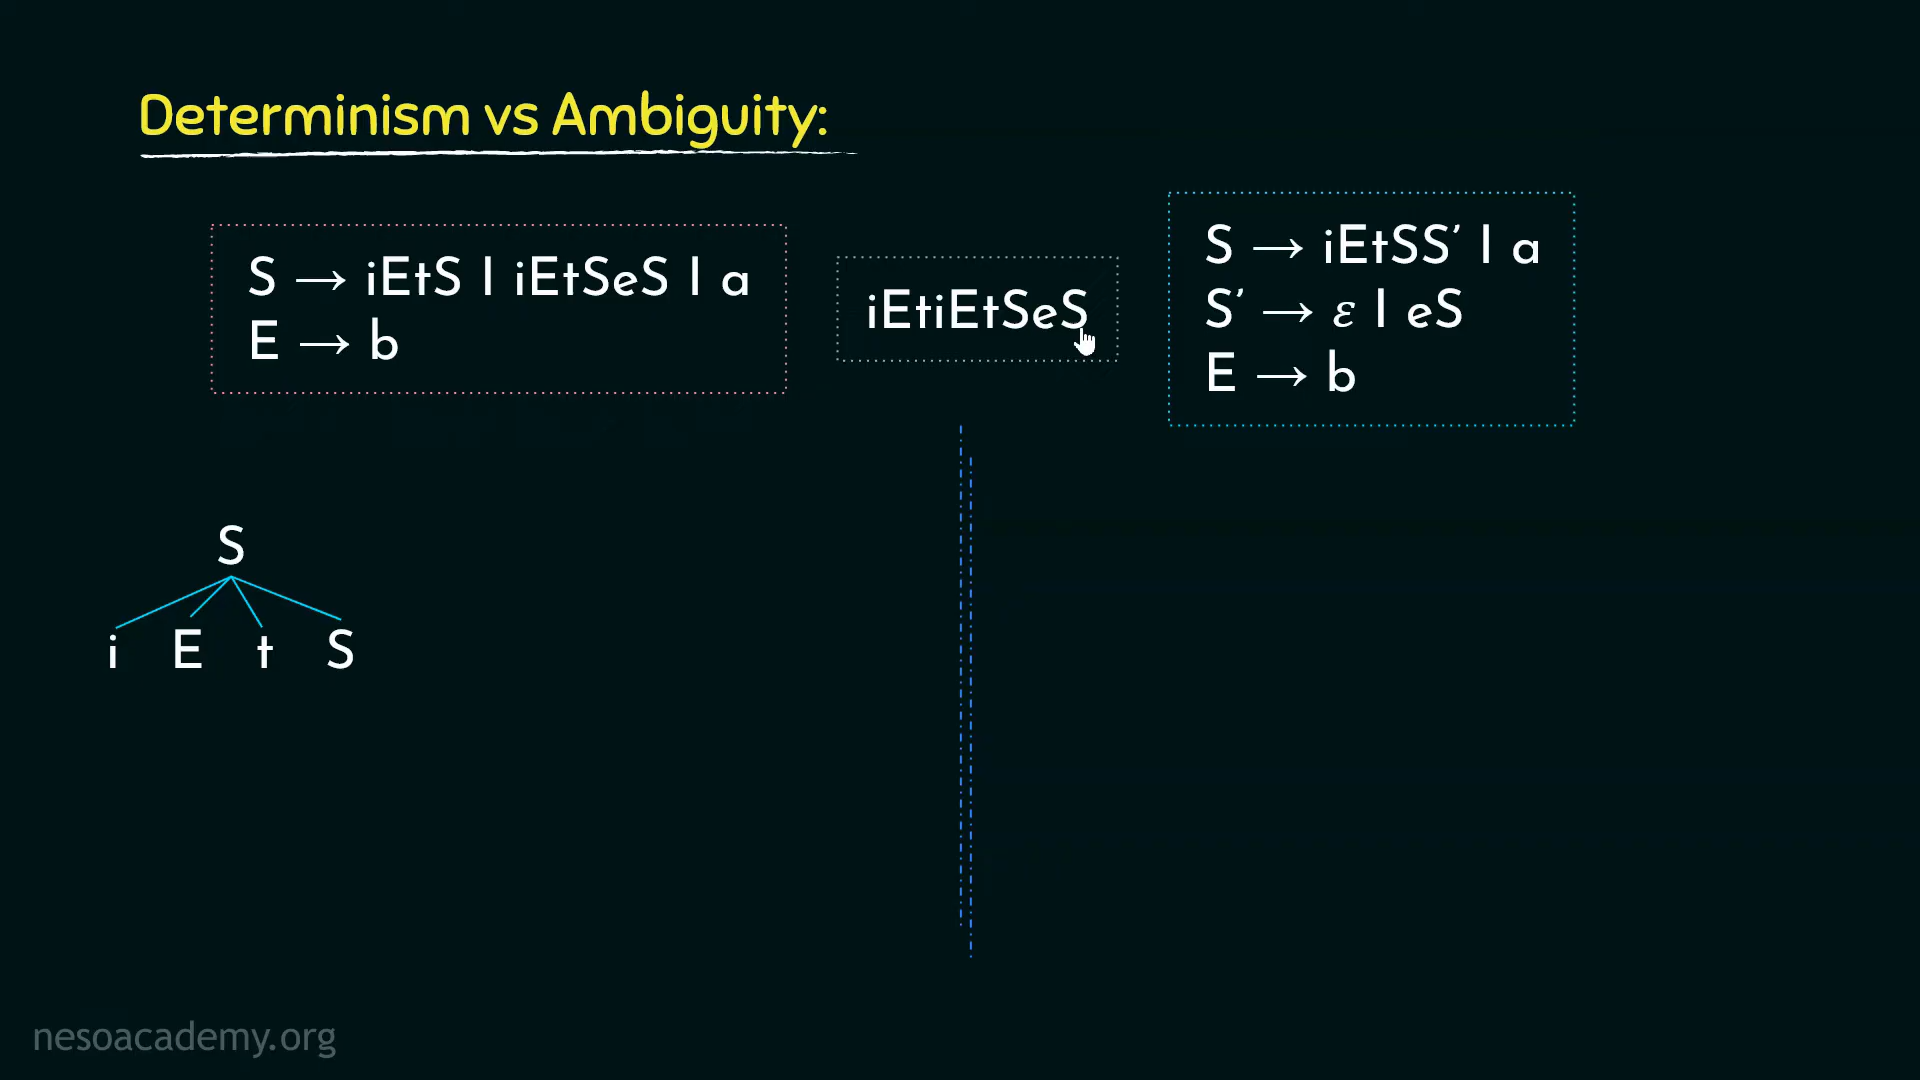 Determinism vs Ambiguity:
S → iEtS | iEtSeS | a
E → b
iEtiEtSeS
S → iEtSS’ | a
S’ → ε | eS
E → b
S
i E t S
nesoacademy.org